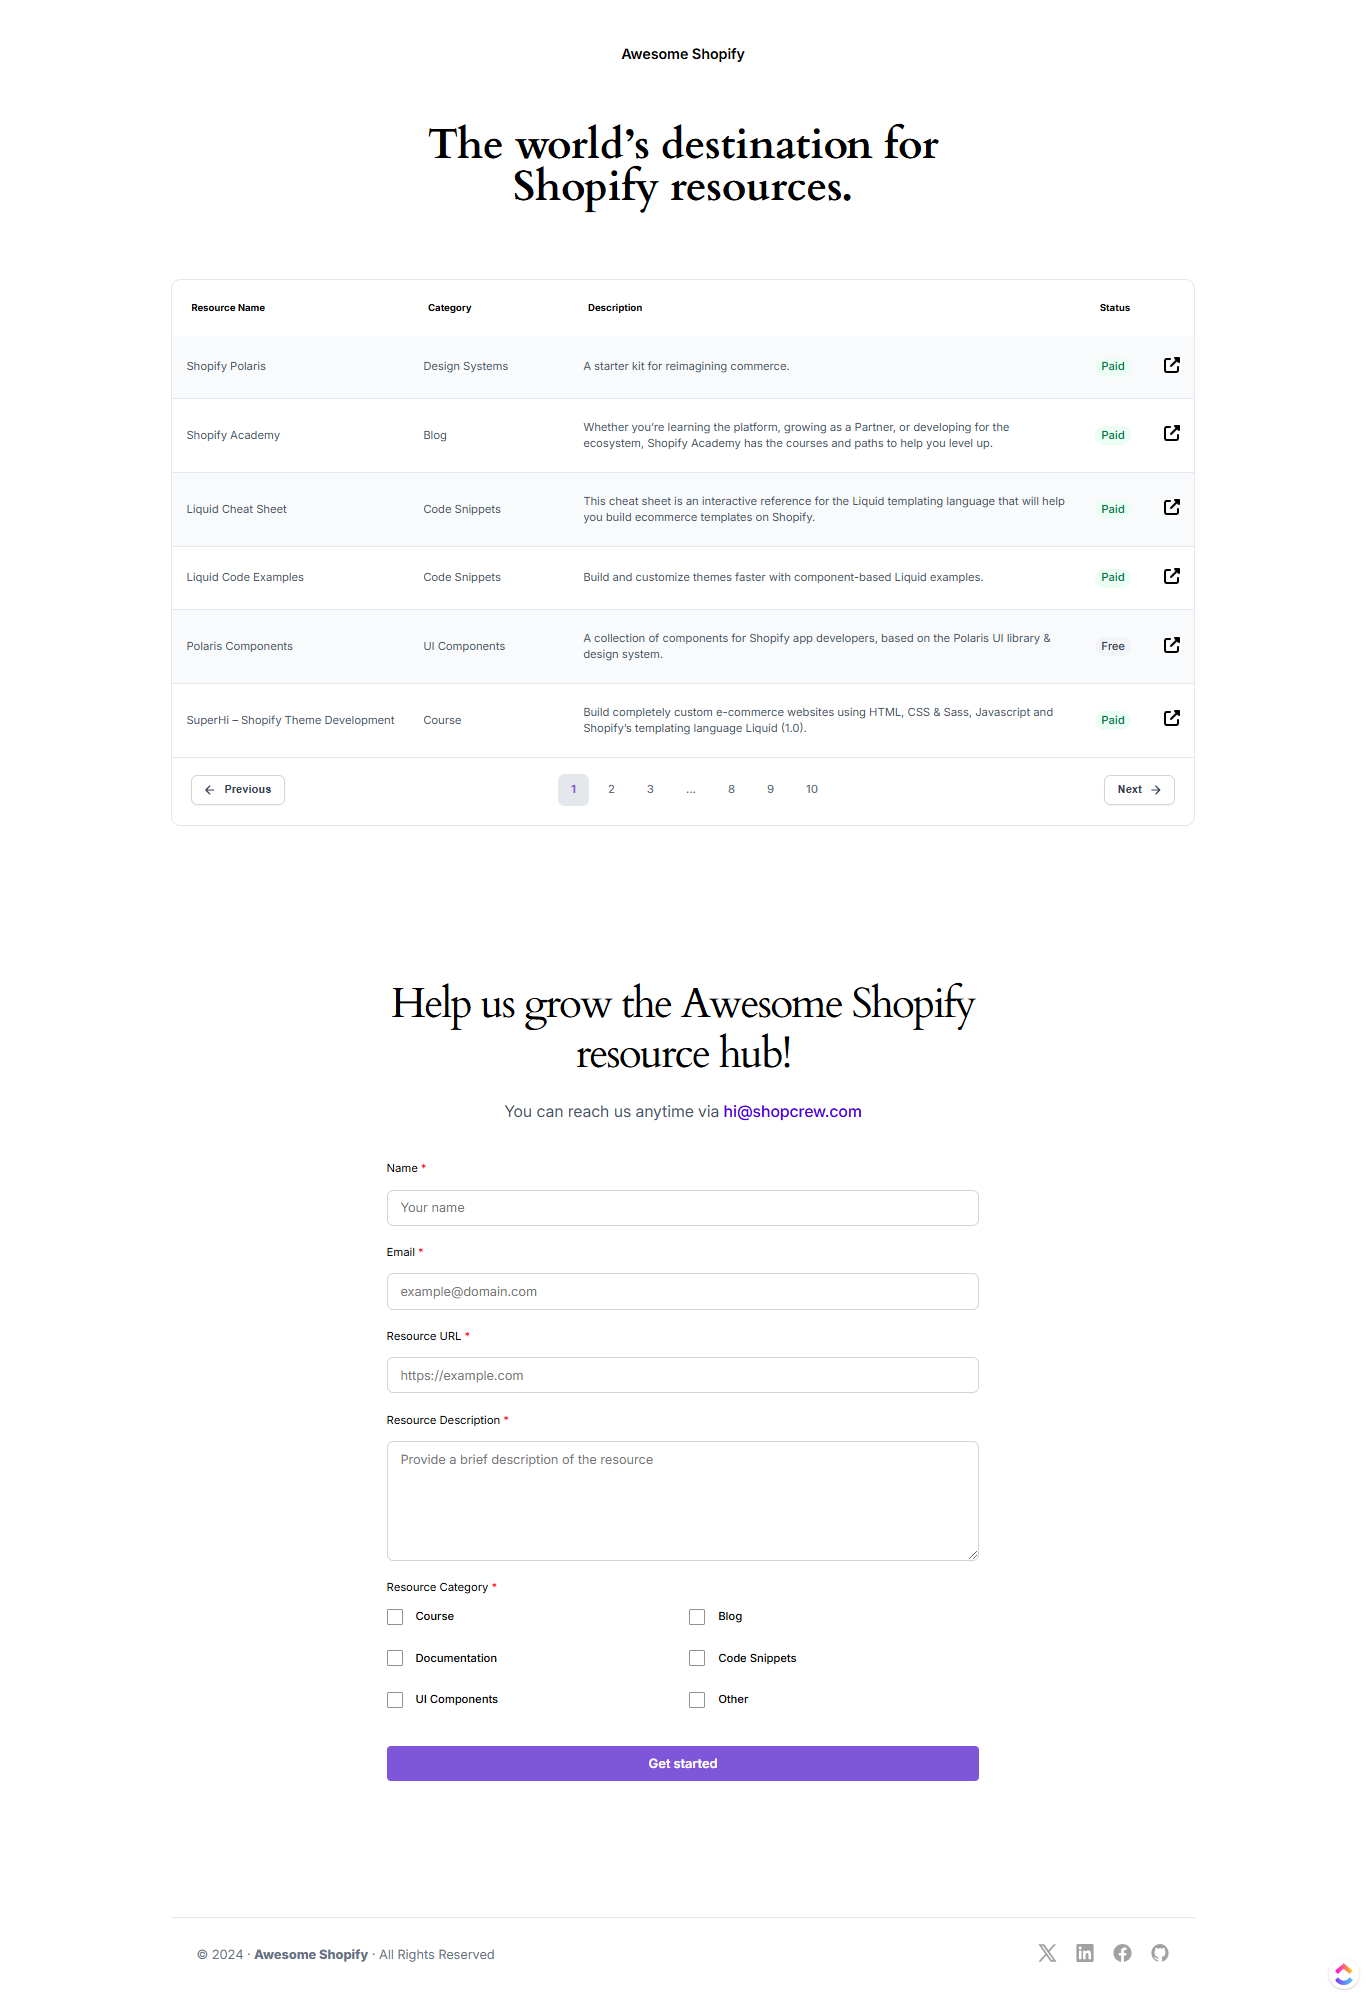 Awesome Shopify
The world’s destination for
Shopify resources.
Resource Name Category Description Status
Shopify Polaris Design Systems A starter kit for reimagining commerce. Paid
Shopify Academy Blog Whether you’re learning the platform, growing as a Partner, or developing for the
ecosystem, Shopify Academy has the courses and paths to help you level up. Paid
Liquid Cheat Sheet Code Snippets This cheat sheet is an interactive reference for the Liquid templating language that will help
you build ecommerce templates on Shopify. Paid
Liquid Code Examples Code Snippets Build and customize themes faster with component-based Liquid examples. Paid
Polaris Components UI Components A collection of components for Shopify app developers, based on the Polaris UI library &
design system. Free
SuperHi – Shopify Theme Development Course Build completely custom e-commerce websites using HTML, CSS & Sass, Javascript and
Shopify’s templating language Liquid (1.0). Paid
Previous 1 2 3 ... 8 9 10 Next
Help us grow the Awesome Shopify
resource hub!
You can reach us anytime via hi@shopcrew.com
Name *
Your name
Email *
example@domain.com
Resource URL *
https://example.com
Resource Description *
Provide a brief description of the resource
Resource Category *
Course Blog
Documentation Code Snippets
UI Components Other
Get started
© 2024 · Awesome Shopify · All Rights Reserved